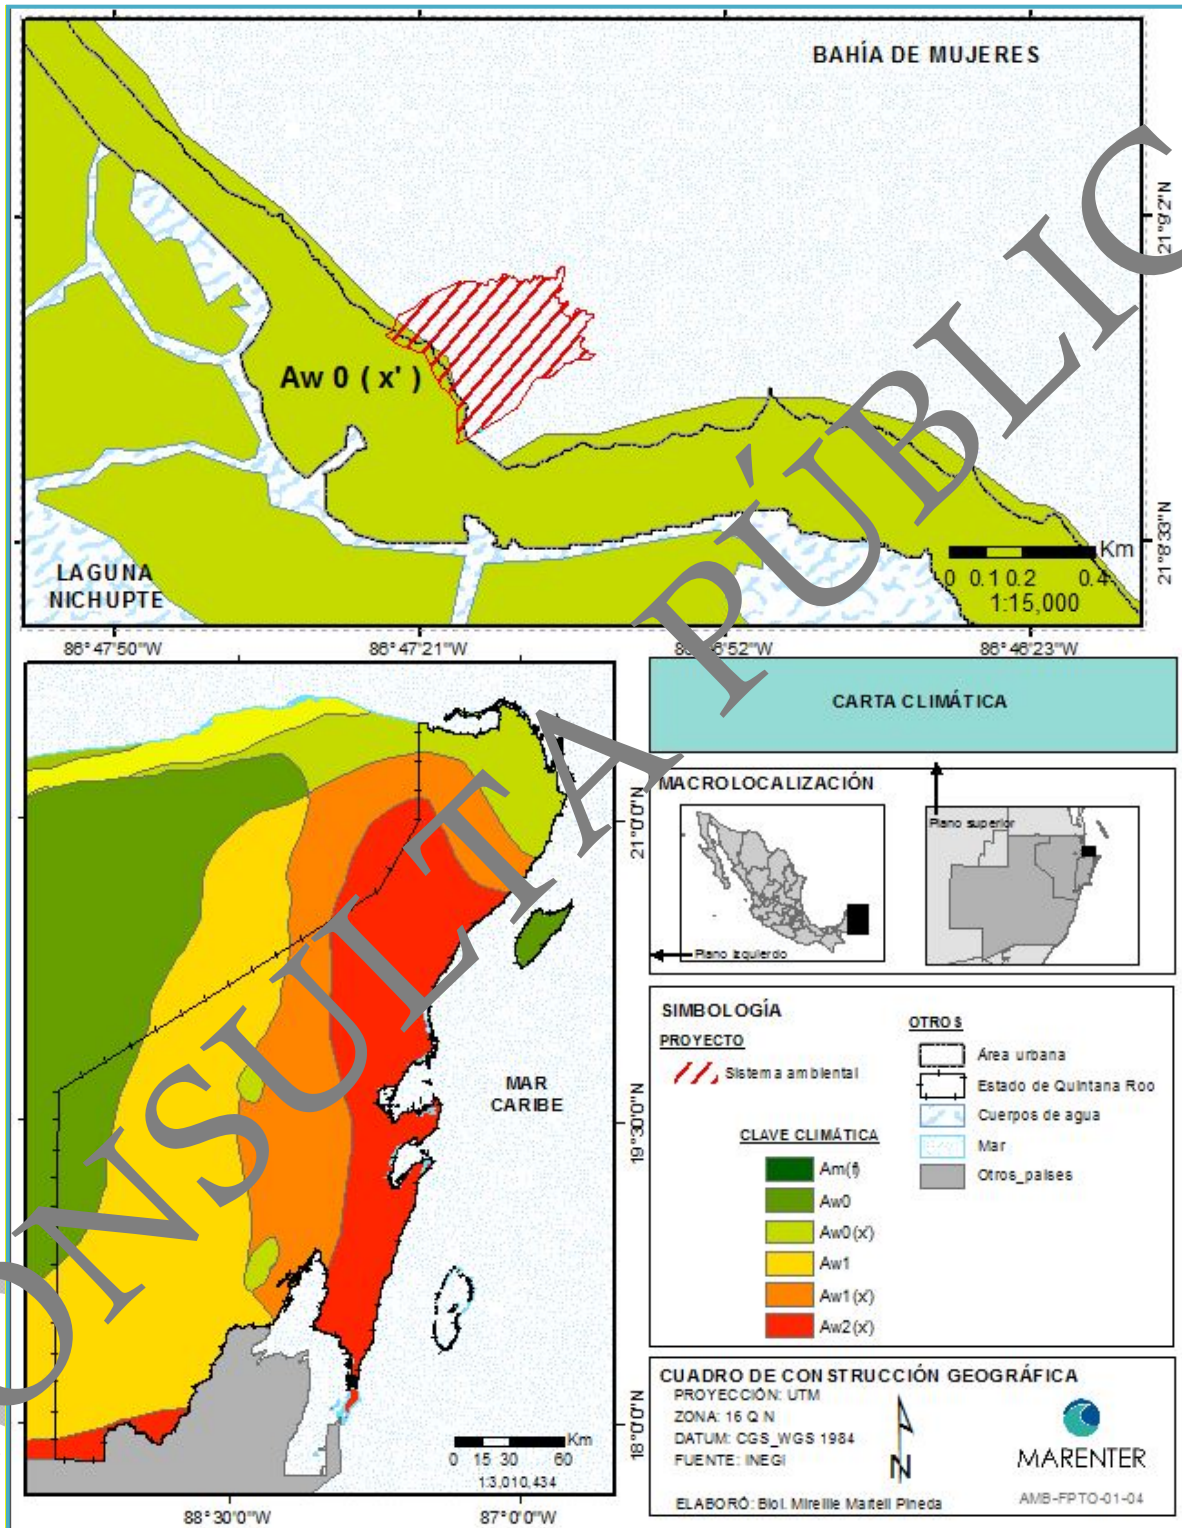 BAHÍA DE MUJERES
Aw 0 ( x' )
LAGUNA
NICHUPTE
Km
0 0.1 0.2 0.4
1:15,000
21°9'2"N
21°8'33"N
86°47'50"W 86°47'21"W 86°46'52"W 86°46'23"W
CONSULTA PÚBLIC
CARTA CLIMÁTICA
MACROLOCALIZACIÓN
Plano superior
Plano izquierdo
MAR
CARIBE
21°0'0"N
19°30'0"N
18°0'0"N
Km
0 15 30 60
1:3,010,434
88°30'0"W 87°0'0"W
SIMBOLOGÍA
PROYECTO
Sistema ambiental
CLAVE CLIMÁTICA
Am(f)
Aw0
Aw0(x')
Aw1
Aw1(x')
Aw2(x')
OTROS
Área urbana
Estado de Quintana Roo
Cuerpos de agua
Mar
Otros_paises
CUADRO DE CONSTRUCCIÓN GEOGRÁFICA
PROYECCIÓN: UTM
ZONA: 16 Q N
DATUM: CGS_WGS 1984
FUENTE: INEGI
N
ELABORÓ: Biol. Mireille Martell Pineda
MARENTER
AMB-FPTO-01-04